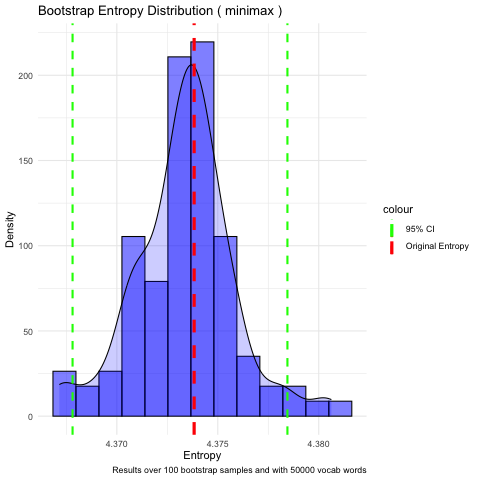 Bootstrap Entropy Distribution ( minimax )
200
150
100
50
0
Density
4.370
4.375
4.380
Entropy
Results over 100 bootstrap samples and with 50000 vocab words
colour
95% CI
Original Entropy